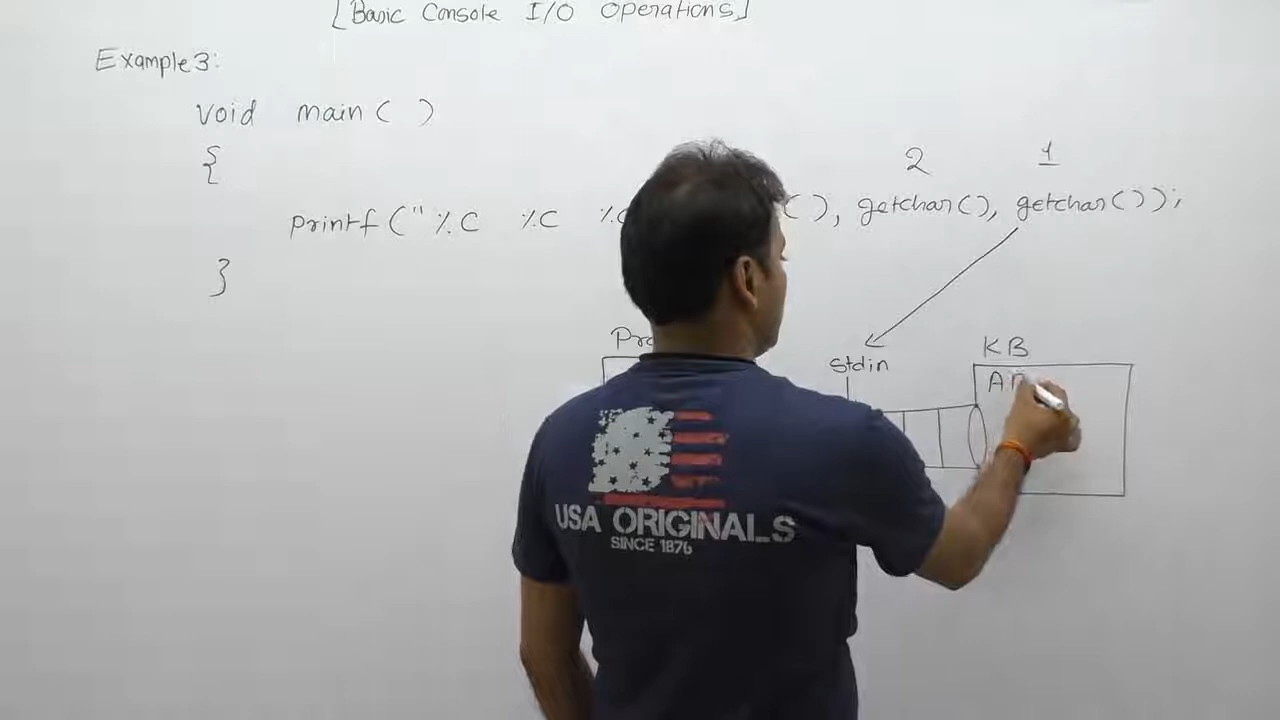 [Basic Console I/O Operations]
Example 3:
void main( )
{
2 1
printf(" %c %c %c ( ), getchar(), getchar());
}
KB
stdin
A
USA ORIGINALS
SINCE 1876